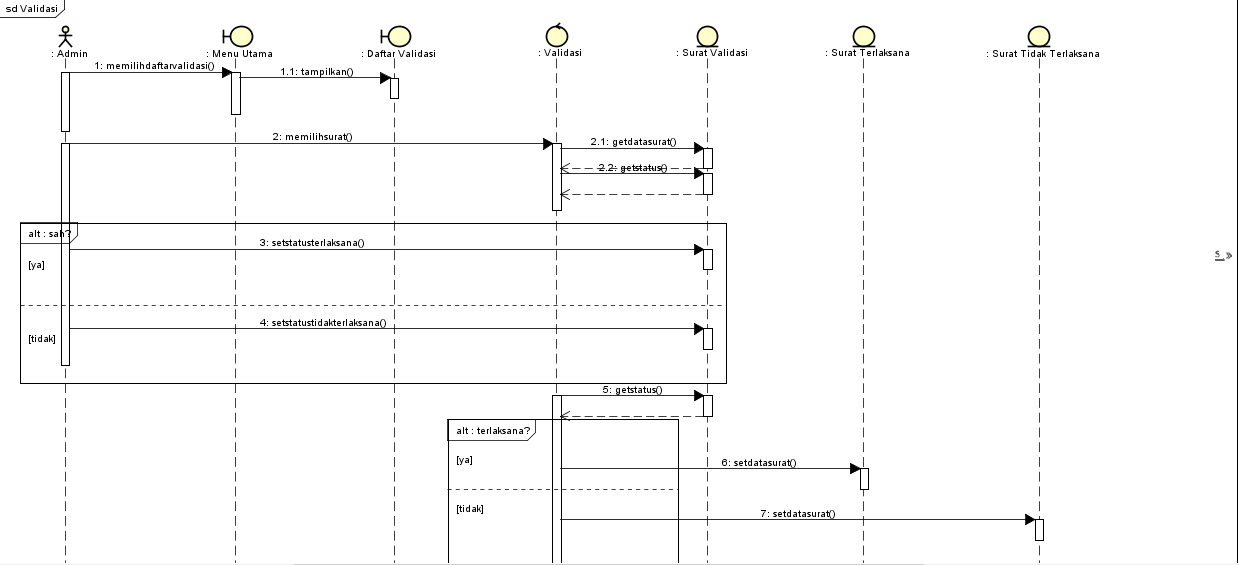 sd Validasi
: Admin
: Menu Utama
: Daftar Validasi
: Validasi
: Surat Validasi
: Surat Terlaksana
: Surat Tidak Terlaksana
1: memilihdaftarvalidasi()
1.1: tampilkan()
2: memilihsurat()
2.1: getdatasurat()
2.2: getstatus()
alt : sah?
3: setstatusterlaksana()
[ya]
s
4: setstatustidakterlaksana()
[tidak]
5: getstatus()
alt : terlaksana?
[ya]
6: setdatasurat()
[tidak]
7: setdatasurat()